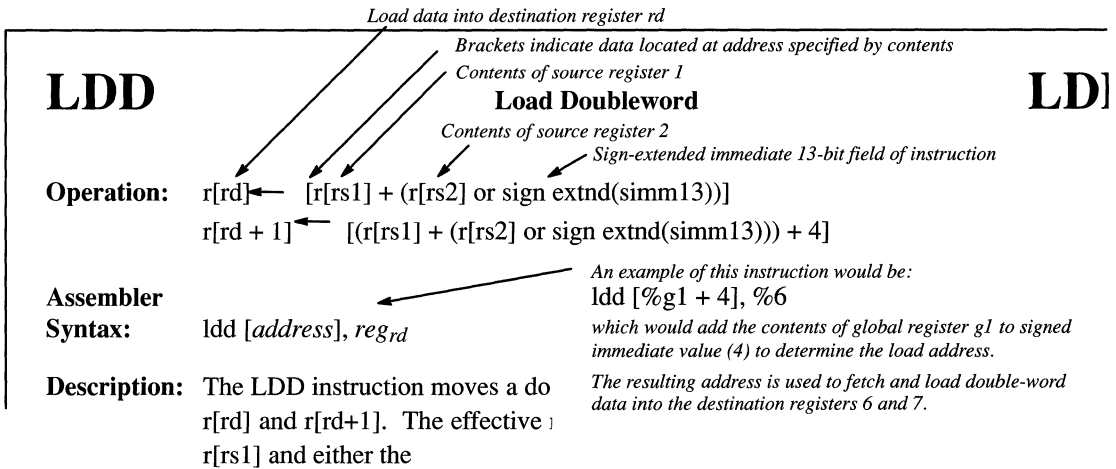 Load data into destination register rd
Brackets indicate data located at address specified by contents
Contents of source register 1
LDD
Load Doubleword
Contents of source register 2
Sign-extended immediate 13-bit field of instruction
Operation: r[rd] ← [r[rs1] + (r[rs2] or sign extnd(simm13))]
r[rd + 1] ← [(r[rs1] + (r[rs2] or sign extnd(simm13))) + 4]
An example of this instruction would be:
Assembler ldd [%g1 + 4], %6
Syntax: ldd [address], reg_rd
which would add the contents of global register g1 to signed
immediate value (4) to determine the load address.
Description: The LDD instruction moves a do
The resulting address is used to fetch and load double-word
data into the destination registers 6 and 7.
r[rd] and r[rd+1]. The effective
r[rs1] and either the